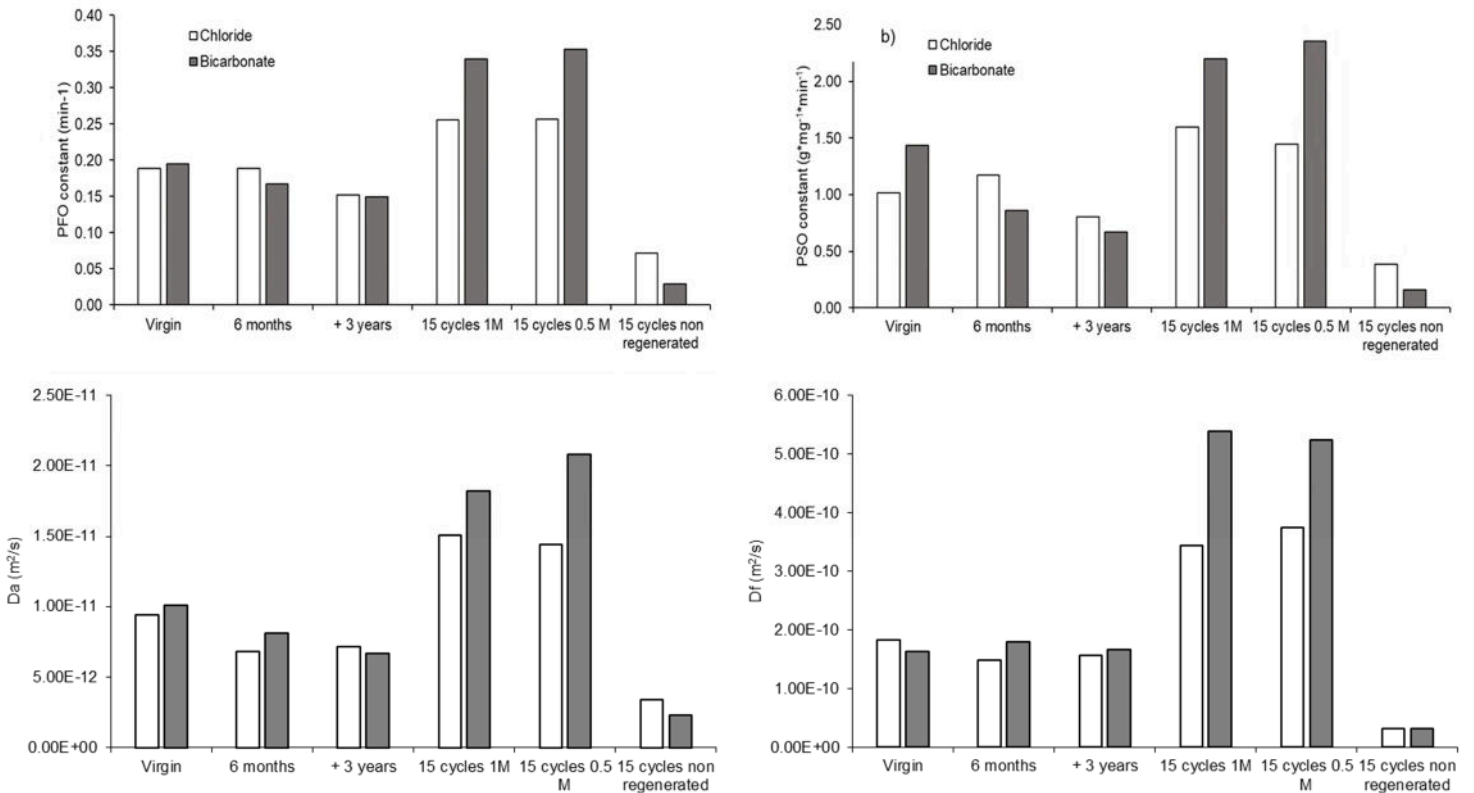 PFO constant (min-1)
0.40
0.35
0.30
0.25
0.20
0.15
0.10
0.05
0.00
Chloride
Bicarbonate
Virgin
6 months
+ 3 years
15 cycles 1M
15 cycles 0.5 M
15 cycles non
regenerated
b)
PSO constant (g*mg⁻¹*min⁻¹)
2.50
2.00
1.50
1.00
0.50
0.00
Chloride
Bicarbonate
Virgin
6 months
+ 3 years
15 cycles 1M
15 cycles 0.5 M
15 cycles non
regenerated
Da (m²/s)
2.50E-11
2.00E-11
1.50E-11
1.00E-11
5.00E-12
0.00E+00
Virgin
6 months
+ 3 years
15 cycles 1M
15 cycles 0.5
M
15 cycles non
regenerated
Df (m²/s)
6.00E-10
5.00E-10
4.00E-10
3.00E-10
2.00E-10
1.00E-10
0.00E+00
Virgin
6 months
+ 3 years
15 cycles 1M
15 cycles 0.5
M
15 cycles non
regenerated